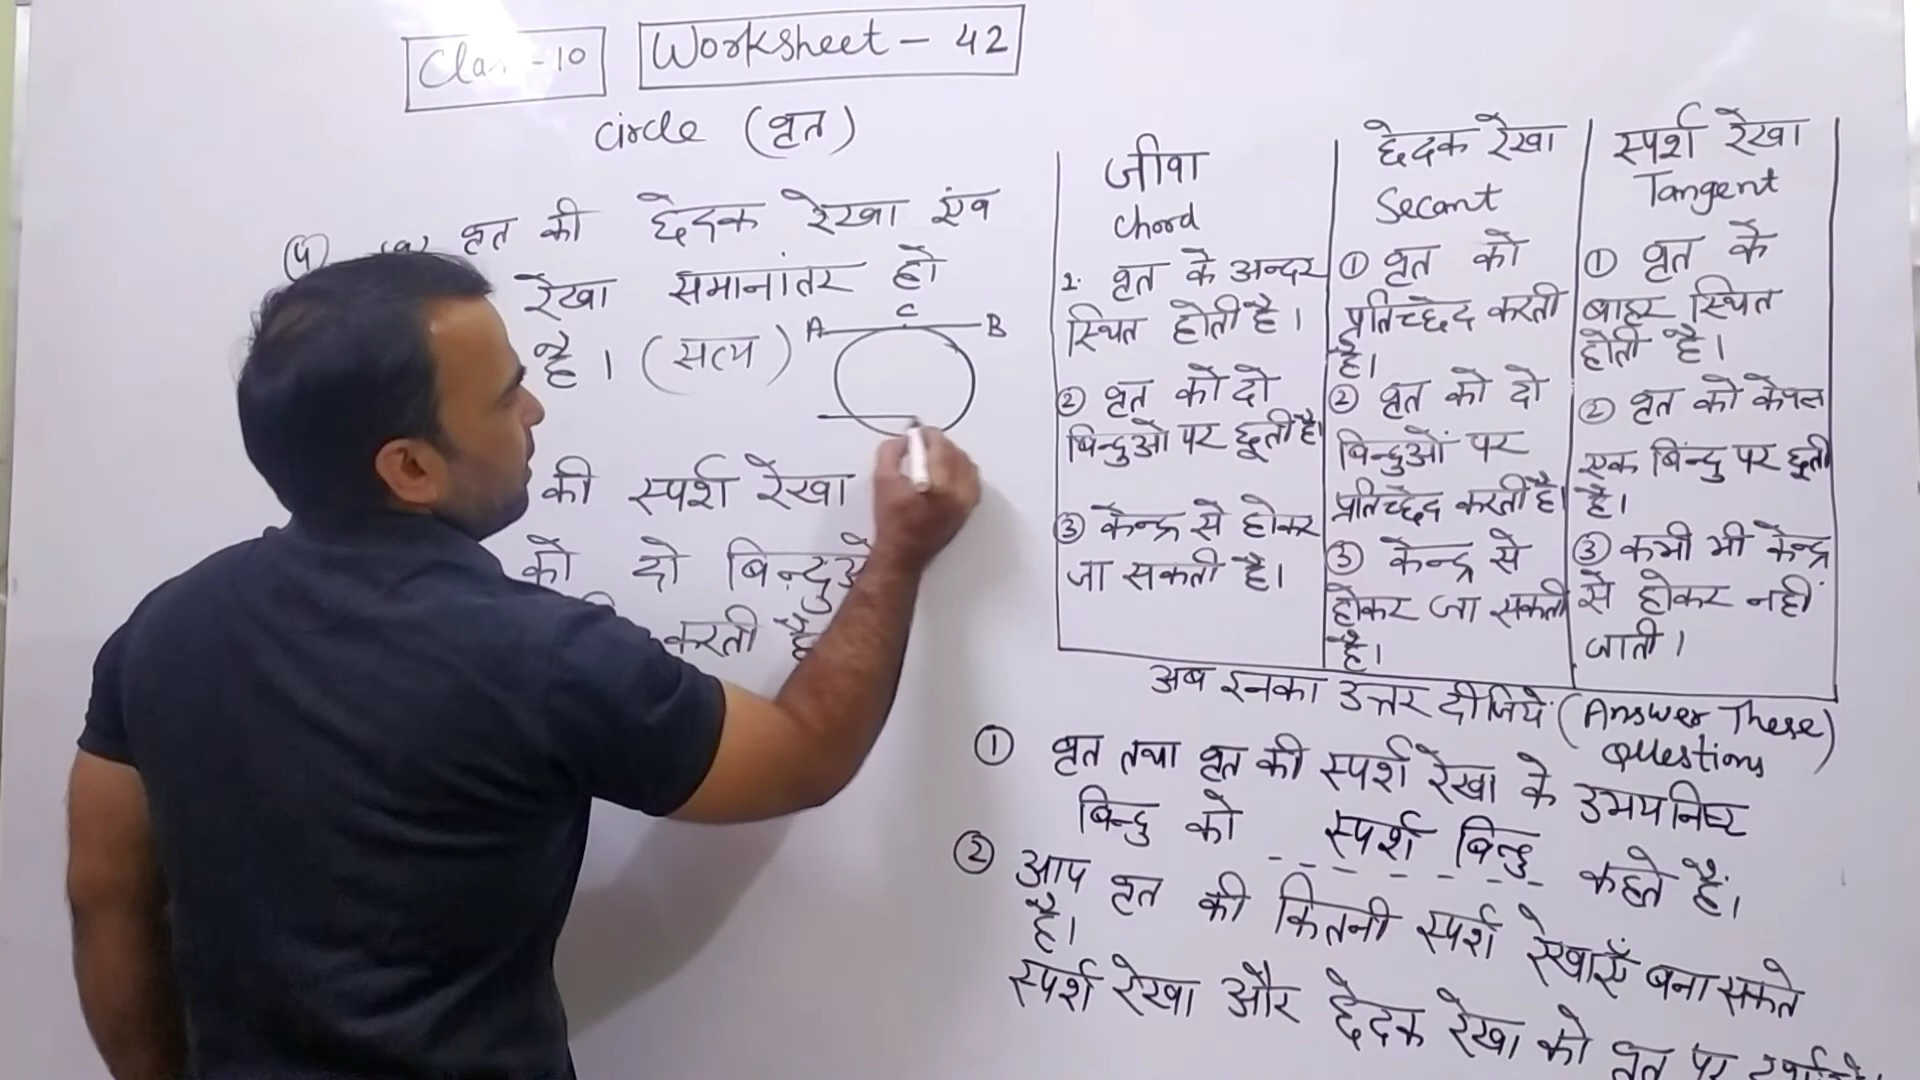 Class-10
Worksheet - 42
Circle (वृत)
(4) वृत की छेदक रेखा एंव
रेखा समानांतर हो
है। (सत्य)
A C B
की स्पर्श रेखा
को दो बिन्दुओ
करती है
जीवा
Chord
1. वृत के अन्दर
स्थित होती है।
② वृत को दो
बिन्दुओ पर छूती है।
③ केन्द्र से होकर
जा सकती है।
छेदक रेखा
Secant
① वृत को
प्रतिच्छेद करती
है।
② वृत को दो
बिन्दुओं पर
प्रतिच्छेद करती है।
③ केन्द्र से
होकर जा सकती
है।
स्पर्श रेखा
Tangent
① वृत के
बाहर स्थित
होती है।
② वृत को केवल
एक बिन्दु पर छूती
है।
③ कभी भी केन्द्र
से होकर नहीं
जाती।
अब इनका उत्तर दीजिये (Answer These
Questions)
① वृत तथा वृत की स्पर्श रेखा के उभयनिष्ट
बिन्दु को स्पर्श बिन्दु कहते हैं।
② आप वृत की कितनी स्पर्श रेखाएँ बना सकते
है।
स्पर्श रेखा और छेदक रेखा को वृत पर